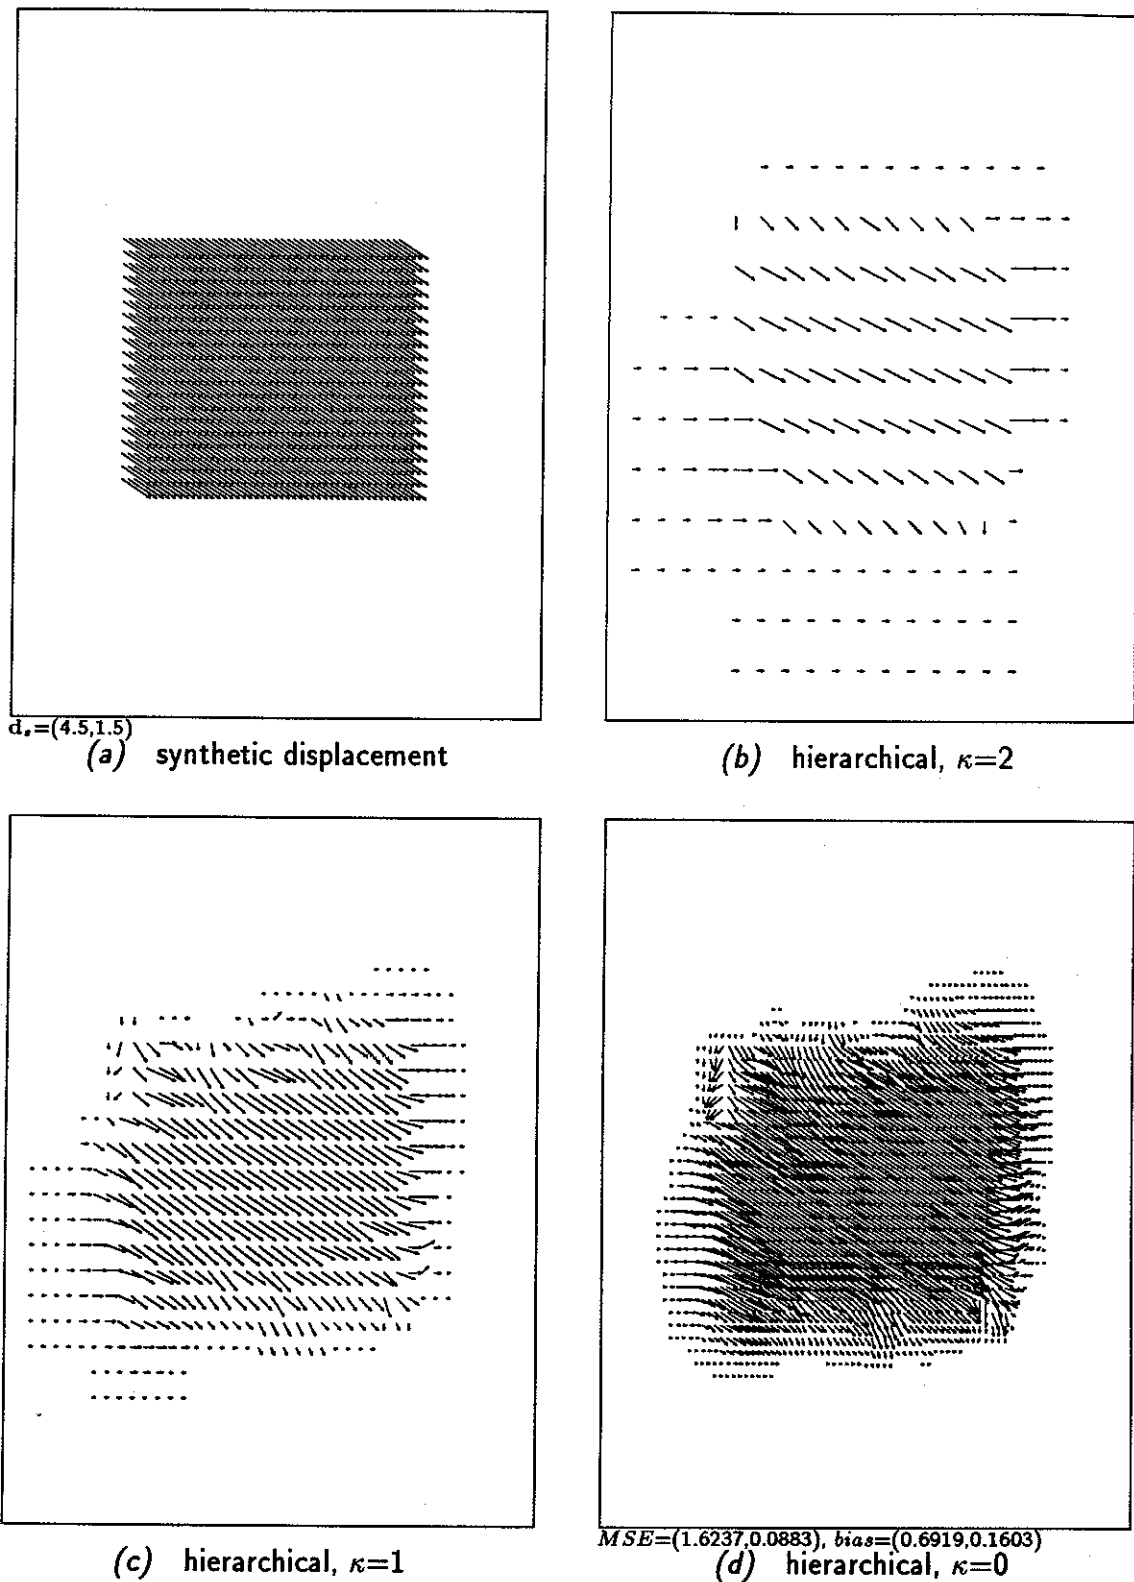 d_s=(4.5,1.5)
(a) synthetic displacement
(b) hierarchical, κ=2
(c) hierarchical, κ=1
MSE=(1.6237,0.0883), bias=(0.6919,0.1603)
(d) hierarchical, κ=0